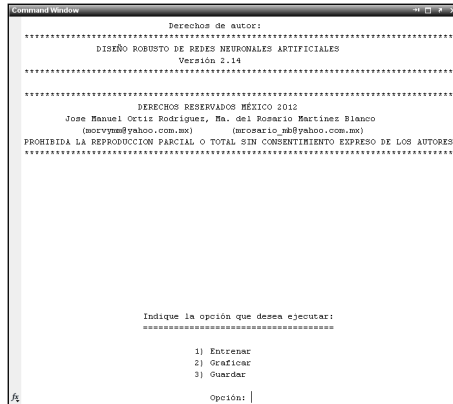 Command Window
Derechos de autor:
************************************************************************************
DISEÑO ROBUSTO DE REDES NEURONALES ARTIFICIALES
Versión 2.14
************************************************************************************
************************************************************************************
DERECHOS RESERVADOS MÉXICO 2012
Jose Manuel Ortiz Rodríguez, Ma. del Rosario Martínez Blanco
(morvymm@yahoo.com.mx) (mrosario_mb@yahoo.com.mx)
PROHIBIDA LA REPRODUCCION PARCIAL O TOTAL SIN CONSENTIMIENTO EXPRESO DE LOS AUTORES
************************************************************************************
Indique la opción que desea ejecutar:
=====================================
1) Entrenar
2) Graficar
3) Guardar
fx Opción: